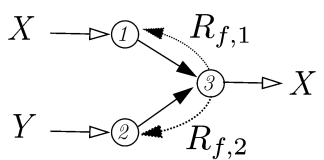 X 1 R_{f,1}
3 X
Y 2 R_{f,2}